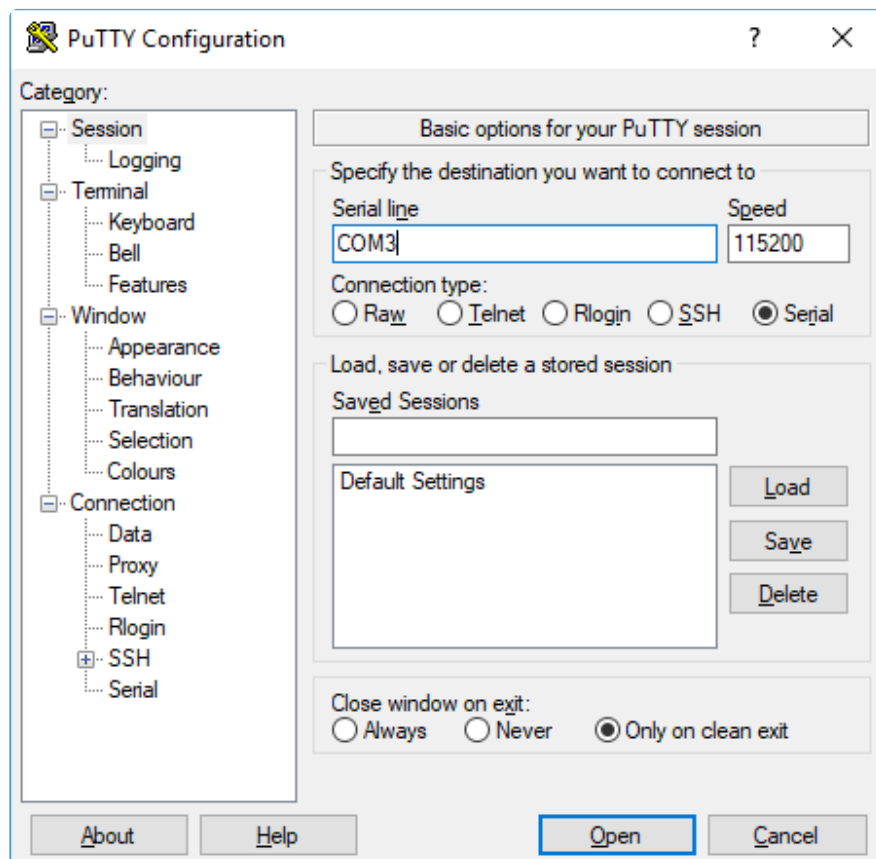 PuTTY Configuration
?
Category:
Session
Logging
Terminal
Keyboard
Bell
Features
Window
Appearance
Behaviour
Translation
Selection
Colours
Connection
Data
Proxy
Telnet
Rlogin
SSH
Serial
Basic options for your PuTTY session
Specify the destination you want to connect to
Serial line Speed
COM3 115200
Connection type:
Raw Telnet Rlogin SSH Serial
Load, save or delete a stored session
Saved Sessions
Default Settings
Load
Save
Delete
Close window on exit:
Always Never Only on clean exit
About Help Open Cancel